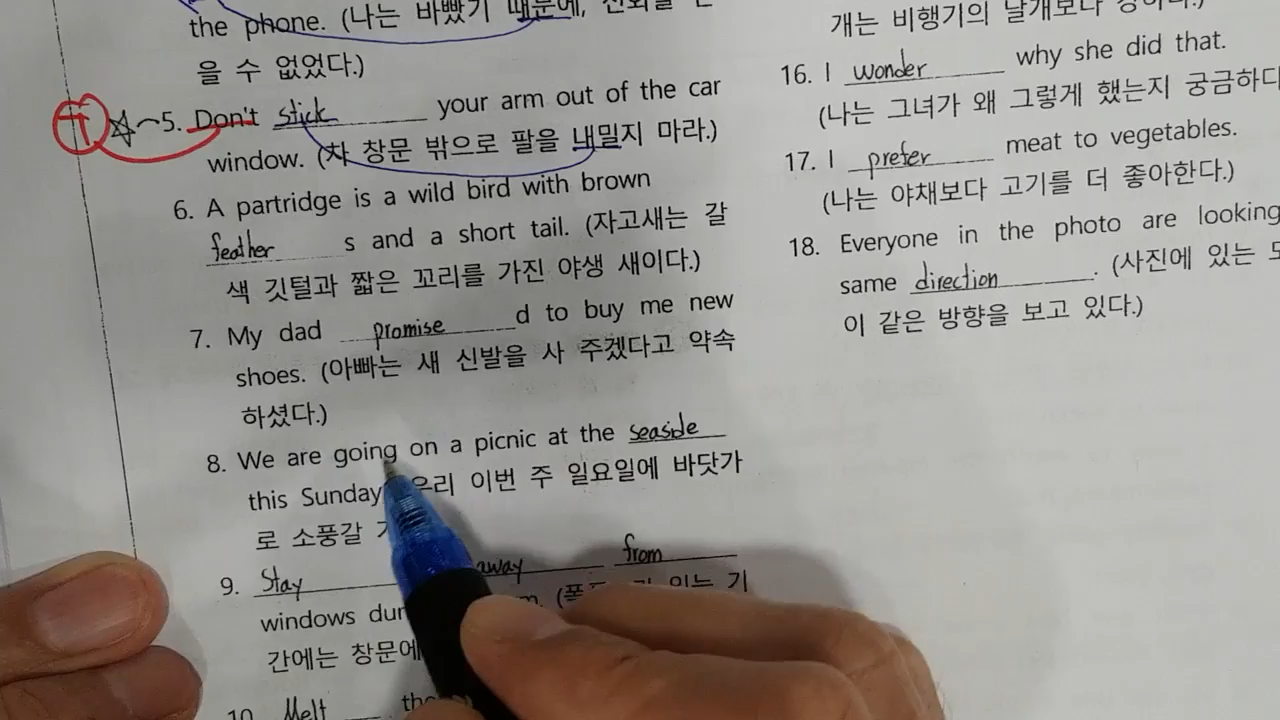 the phone. (나는 바빴기 때문에, 전화를
을 수 없었다.)
5. Don't stick your arm out of the car
window. (차 창문 밖으로 팔을 내밀지 마라.)
6. A partridge is a wild bird with brown
feather s and a short tail. (자고새는 갈
색 깃털과 짧은 꼬리를 가진 야생 새이다.)
7. My dad promise d to buy me new
shoes. (아빠는 새 신발을 사 주겠다고 약속
하셨다.)
8. We are going on a picnic at the seaside
this Sunday 우리 이번 주 일요일에 바닷가
로 소풍갈
9. Stay away from
windows
간에는 창문에
10. Melt
개는 비행기의 날개보다
16. I wonder why she did that.
(나는 그녀가 왜 그렇게 했는지 궁금하다
17. I prefer meat to vegetables.
(나는 야채보다 고기를 더 좋아한다.)
18. Everyone in the photo are looking
same direction. (사진에 있는
이 같은 방향을 보고 있다.)